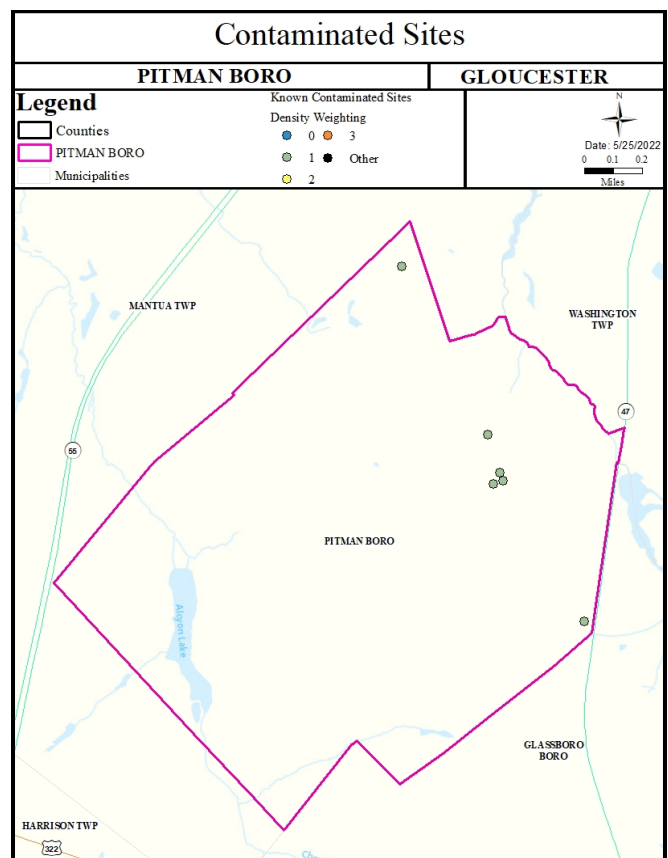 Contaminated Sites
PITMAN BORO
GLOUCESTER
Legend
Counties
PITMAN BORO
Municipalities
Known Contaminated Sites
Density Weighting
0 3
1 Other
2
N
Date: 5/25/2022
0 0.1 0.2
Miles
MANTUA TWP
WASHINGTON
TWP
47
55
PITMAN BORO
Alcyon Lake
GLASSBORO
BORO
HARRISON TWP
322